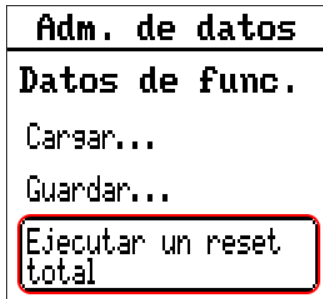 Adm. de datos
Datos de func.
Cargar...
Guardar...
Ejecutar un reset
total